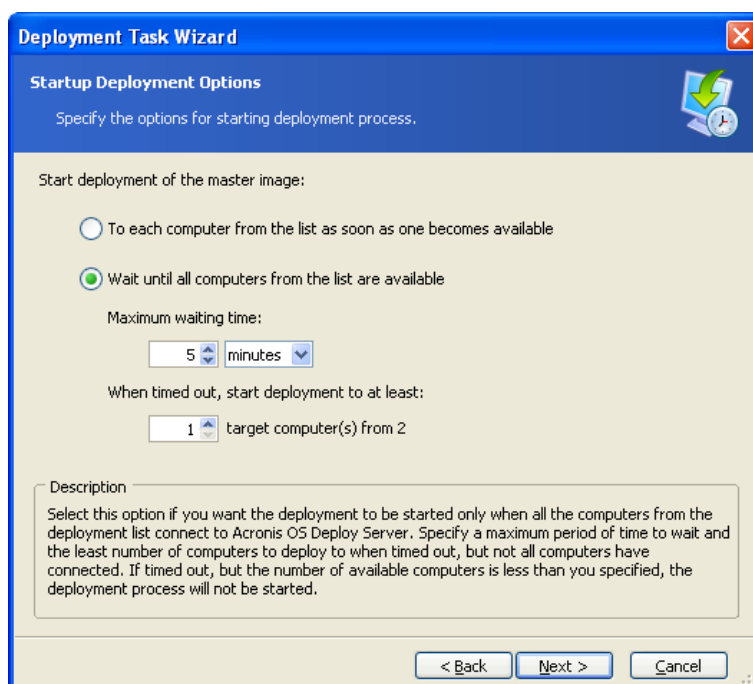 Deployment Task Wizard
Startup Deployment Options
Specify the options for starting deployment process.
Start deployment of the master image:
To each computer from the list as soon as one becomes available
Wait until all computers from the list are available
Maximum waiting time:
5 minutes
When timed out, start deployment to at least:
1 target computer(s) from 2
Description
Select this option if you want the deployment to be started only when all the computers from the
deployment list connect to Acronis OS Deploy Server. Specify a maximum period of time to wait and
the least number of computers to deploy to when timed out, but not all computers have
connected. If timed out, but the number of available computers is less than you specified, the
deployment process will not be started.
< Back Next > Cancel